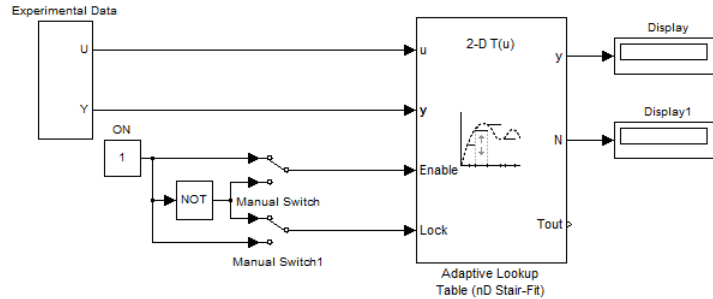 Experimental Data
U
Y
ON
1
NOT
Manual Switch
Manual Switch1
2-D T(u)
u
y
Enable
Lock
y
N
Tout
Adaptive Lookup
Table (nD Stair-Fit)
Display
Display1